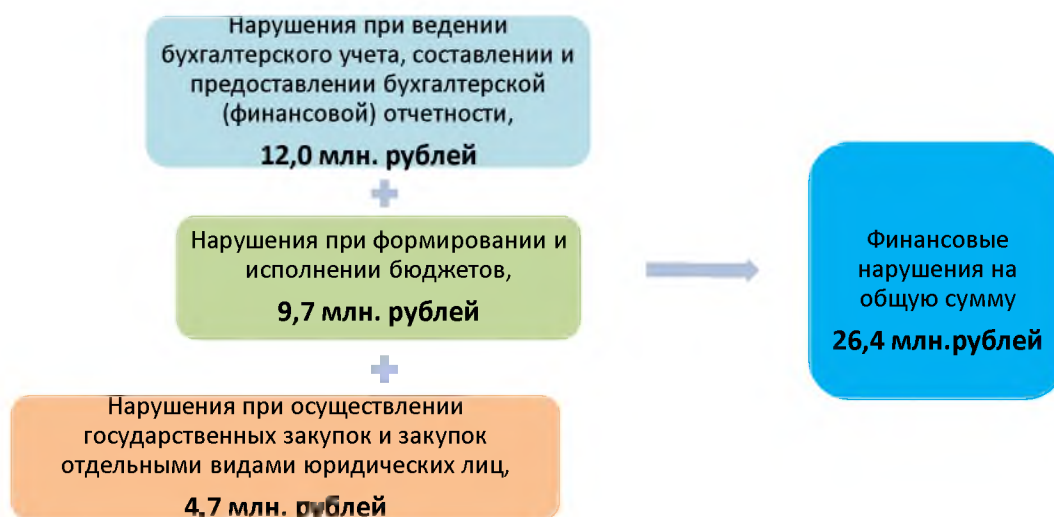 Нарушения при ведении
бухгалтерского учета, составлении и
предоставлении бухгалтерской
(финансовой) отчетности,
12,0 млн. рублей
Нарушения при формировании и
исполнении бюджетов,
9,7 млн. рублей
Нарушения при осуществлении
государственных закупок и закупок
отдельными видами юридических лиц,
4,7 млн. рублей
Финансовые
нарушения на
общую сумму
26,4 млн.рублей